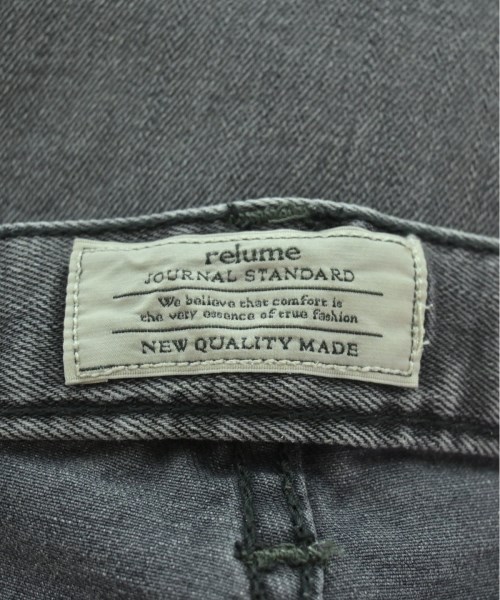 relume
JOURNAL STANDARD
We believe that comfort is
the very essence of true fashion
NEW QUALITY MADE